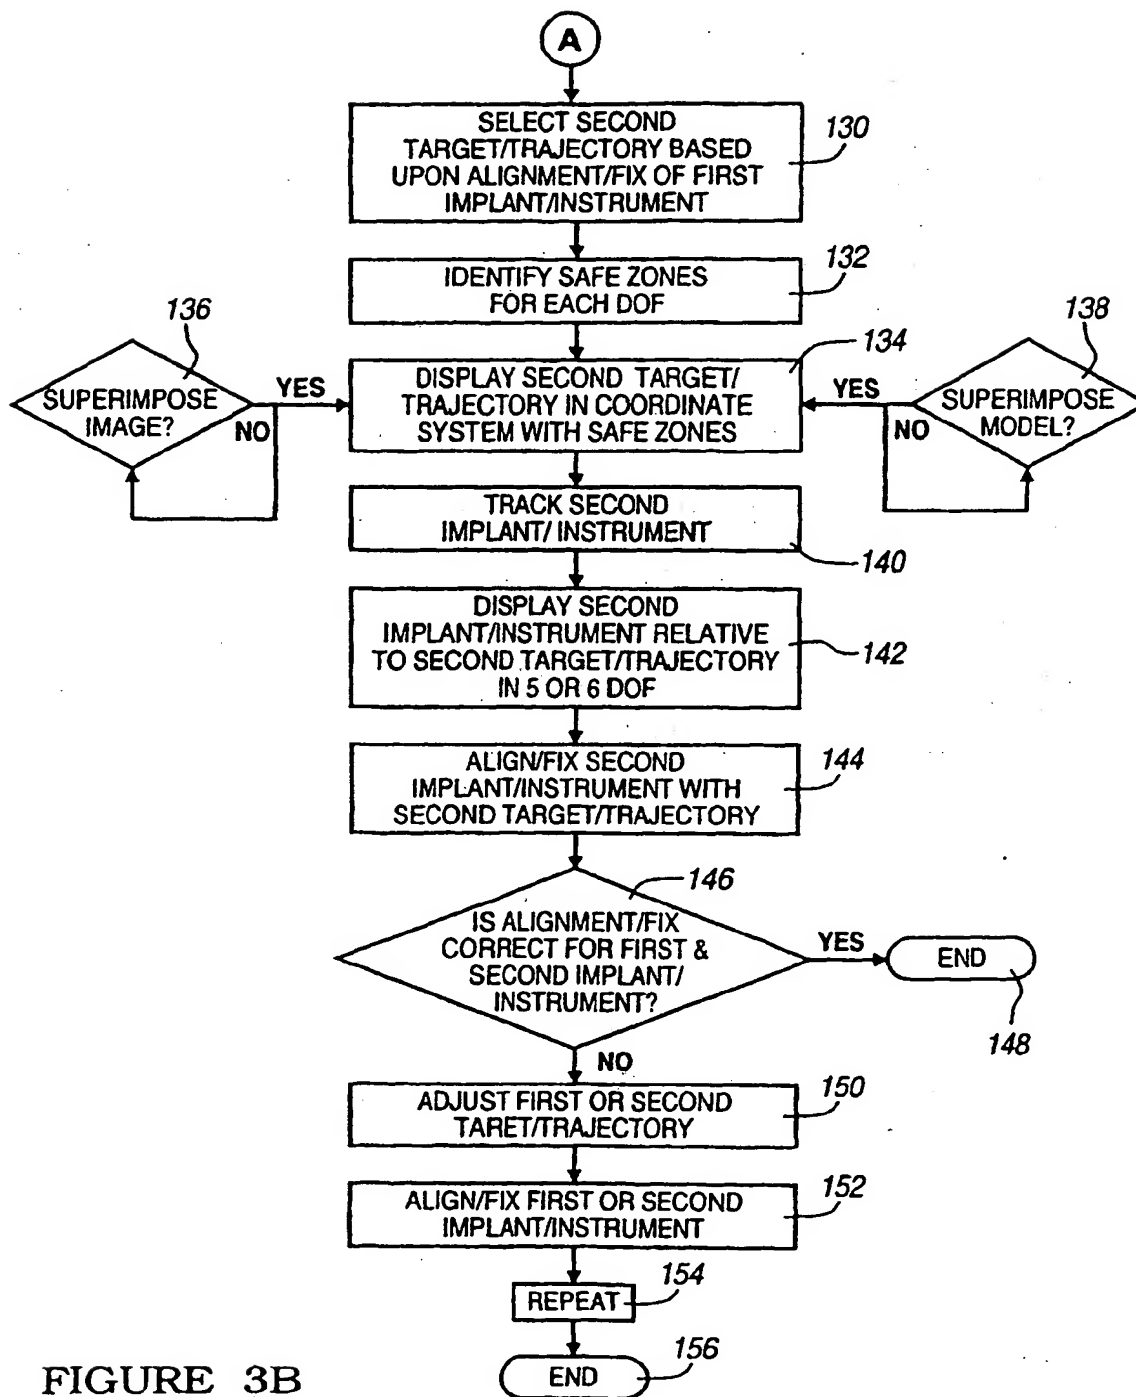 A
SELECT SECOND
TARGET/TRAJECTORY BASED
UPON ALIGNMENT/FIX OF FIRST
IMPLANT/INSTRUMENT
130
IDENTIFY SAFE ZONES
FOR EACH DOF
132
136
SUPERIMPOSE
IMAGE?
YES
NO
DISPLAY SECOND TARGET/
TRAJECTORY IN COORDINATE
SYSTEM WITH SAFE ZONES
134
138
YES
SUPERIMPOSE
MODEL?
NO
TRACK SECOND
IMPLANT/ INSTRUMENT
140
DISPLAY SECOND
IMPLANT/INSTRUMENT RELATIVE
TO SECOND TARGET/TRAJECTORY
IN 5 OR 6 DOF
142
ALIGN/FIX SECOND
IMPLANT/INSTRUMENT WITH
SECOND TARGET/TRAJECTORY
144
146
IS ALIGNMENT/FIX
CORRECT FOR FIRST &
SECOND IMPLANT/
INSTRUMENT?
YES
END
148
NO
ADJUST FIRST OR SECOND
TARET/TRAJECTORY
150
ALIGN/FIX FIRST OR SECOND
IMPLANT/INSTRUMENT
152
REPEAT
154
END
156
FIGURE 3B